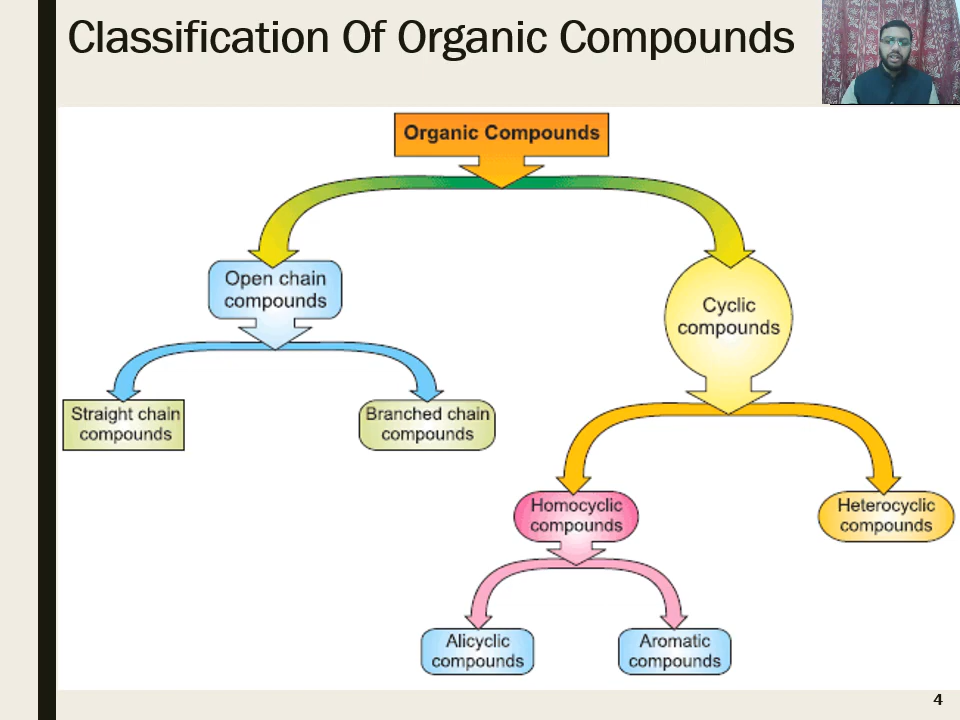 Classification Of Organic Compounds
Organic Compounds
Open chain
compounds
Cyclic
compounds
Straight chain
compounds
Branched chain
compounds
Homocyclic
compounds
Heterocyclic
compounds
Alicyclic
compounds
Aromatic
compounds
4